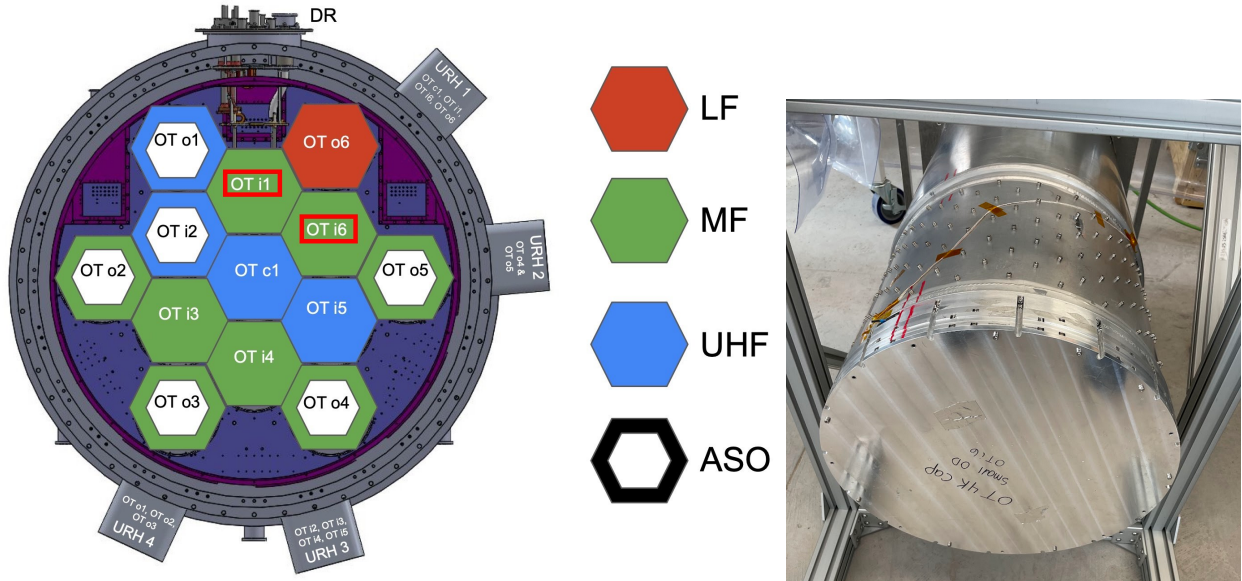 DR
URH 1
OT c1, OT i1,
OT i6, OT o6
OT o1
OT o6
OT i1
OT i2
OT i6
OT o2
OT c1
OT o5
URH 2
OT o4 &
OT o5
OT i3
OT i5
OT i4
OT o3
OT o4
OT o1, OT o2,
OT o3
URH 4
OT i2, OT i3,
OT i4, OT i5
URH 3
LF
MF
UHF
ASO
OT 4K Cap
Small OD
OT i6